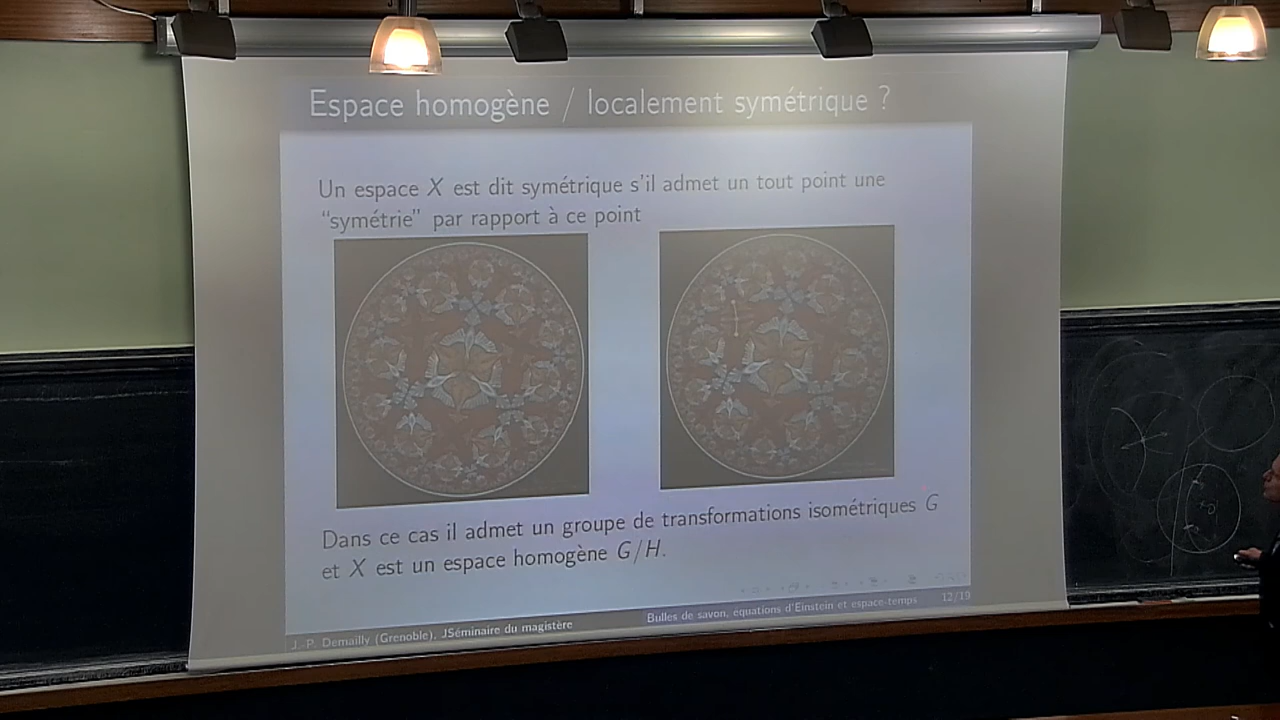 Espace homogène / localement symétrique ?
Un espace X est dit symétrique s'il admet un tout point une
“symétrie” par rapport à ce point
Dans ce cas il admet un groupe de transformations isométriques G
et X est un espace homogène G/H.
J.-P. Demailly (Grenoble), JSéminaire du magistère
Bulles de savon, equations d'Einstein et espace-temps
12/19